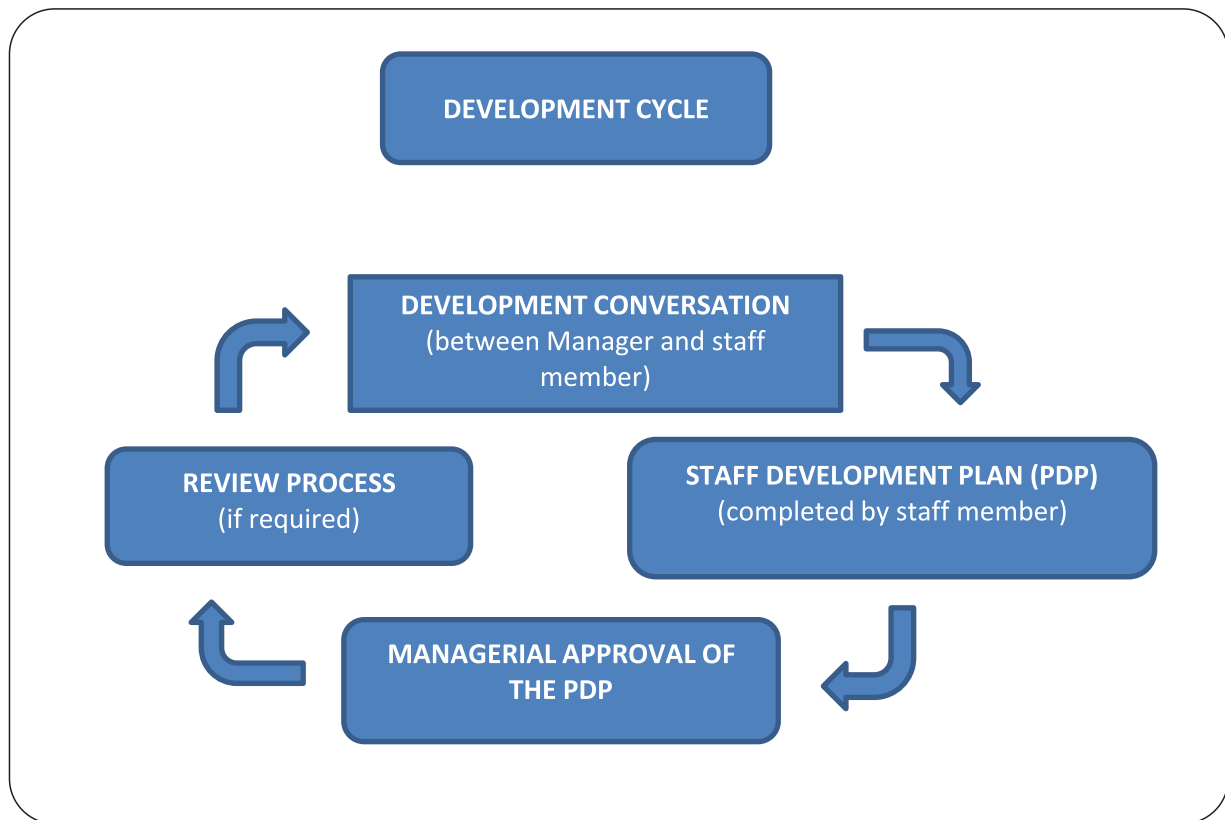 DEVELOPMENT CYCLE
DEVELOPMENT CONVERSATION
(between Manager and staff
member)
REVIEW PROCESS
(if required)
STAFF DEVELOPMENT PLAN (PDP)
(completed by staff member)
MANAGERIAL APPROVAL OF
THE PDP